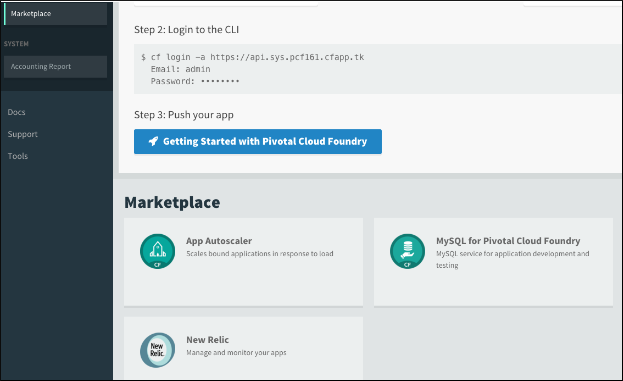 Marketplace
SYSTEM
Accounting Report
Docs
Support
Tools
Step 2: Login to the CLI
$ cf login -a https://api.sys.pcf161.cfapp.tk
Email: admin
Password: ••••••••
Step 3: Push your app
Getting Started with Pivotal Cloud Foundry
Marketplace
CF
App Autoscaler
Scales bound applications in response to load
CF
MySQL for Pivotal Cloud Foundry
MySQL service for application development and
testing
New
Relic.
New Relic
Manage and monitor your apps